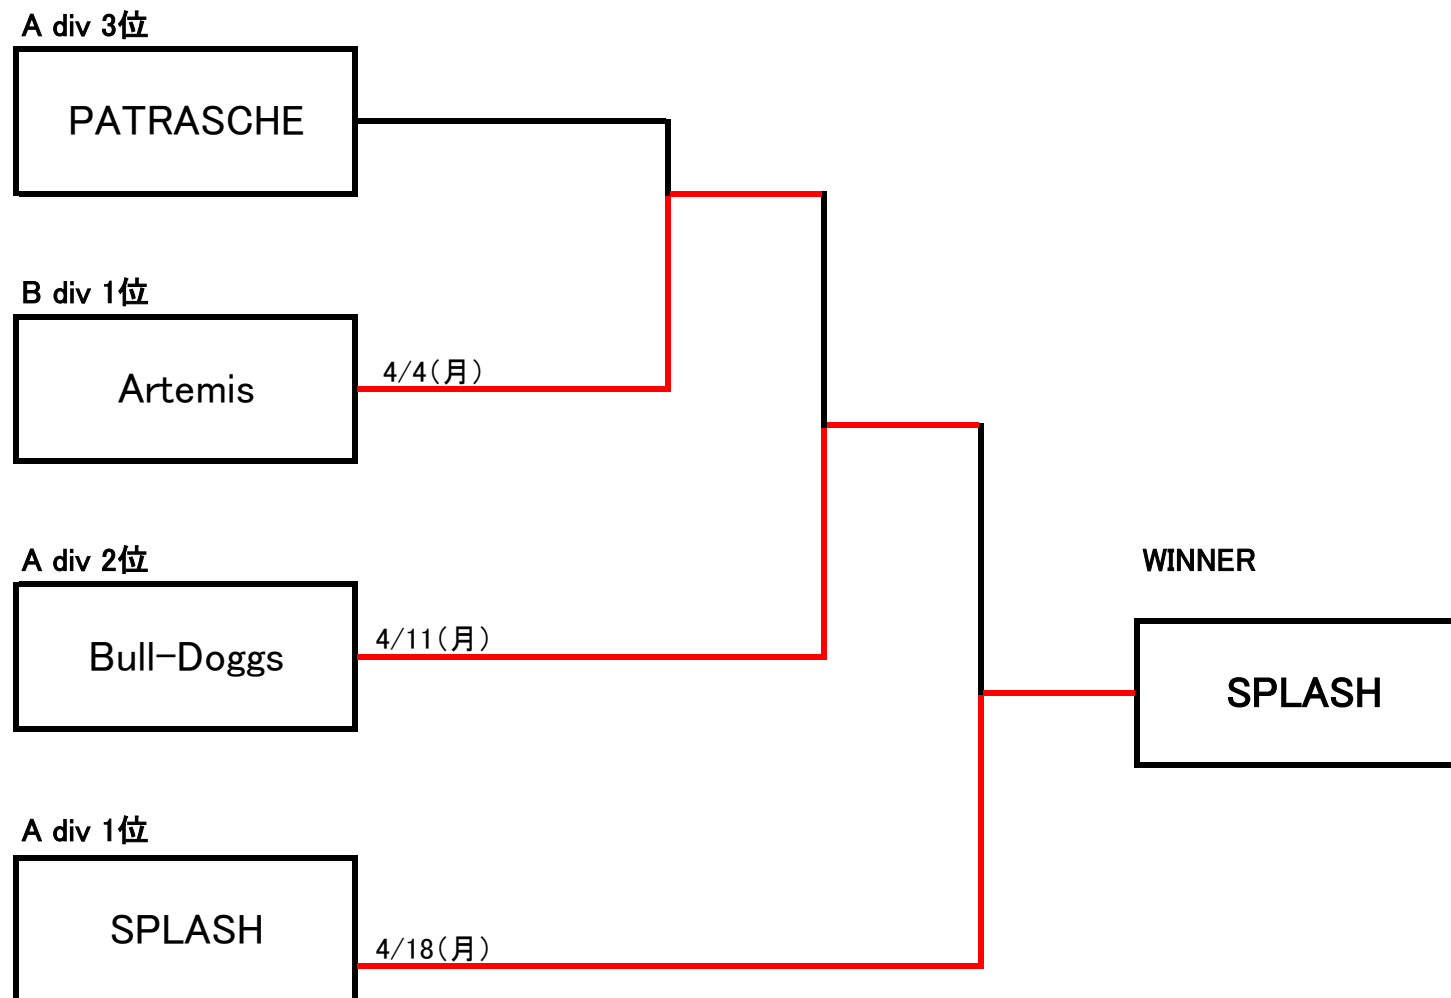 A div 3位
PATRASCHE
B div 1位
Artemis
4/4(月)
A div 2位
Bull-Doggs
4/11(月)
WINNER
SPLASH
A div 1位
SPLASH
4/18(月)